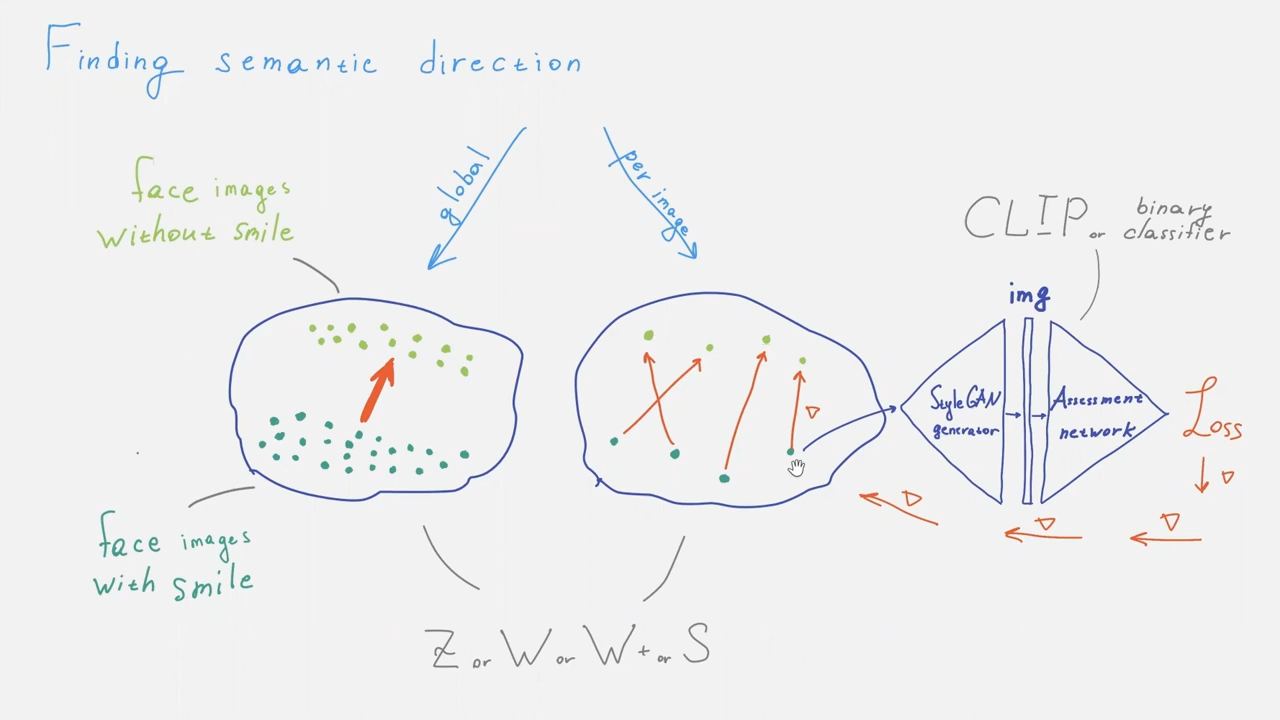 Finding semantic direction
global
per image
face images
without smile
CLIP or binary
classifier
img
StyleGAN
generator
Assessment
network
Loss
∇
∇
∇
∇
∇
face images
with smile
Z or W or W+ or S